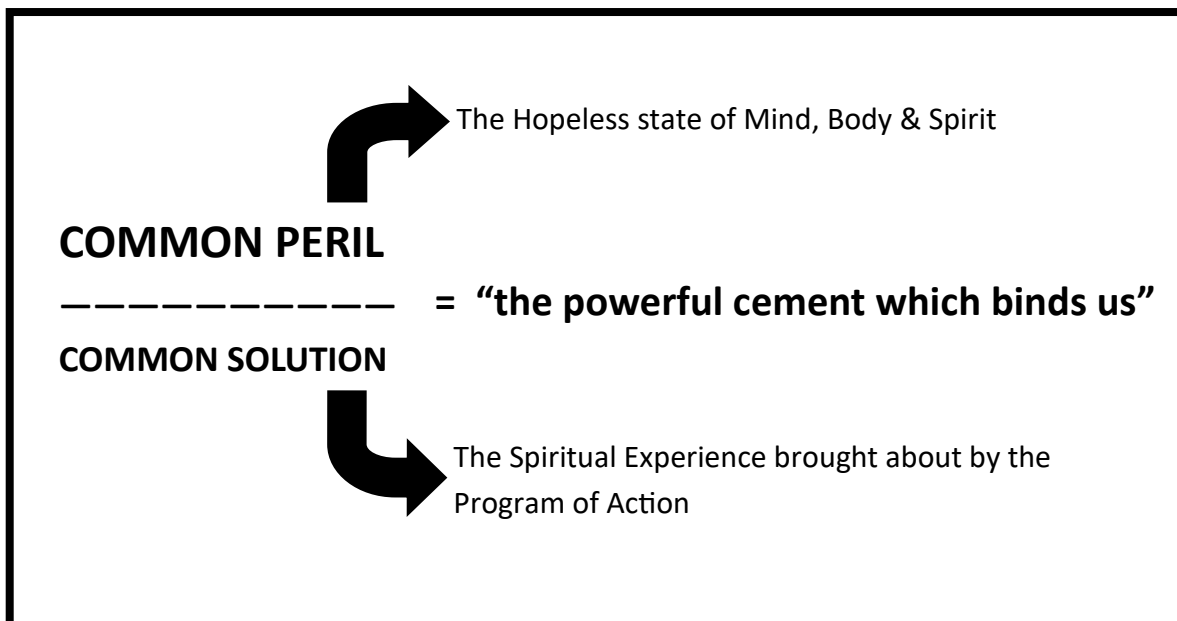 The Hopeless state of Mind, Body & Spirit
COMMON PERIL
—————————— = “the powerful cement which binds us”
COMMON SOLUTION
The Spiritual Experience brought about by the
Program of Action